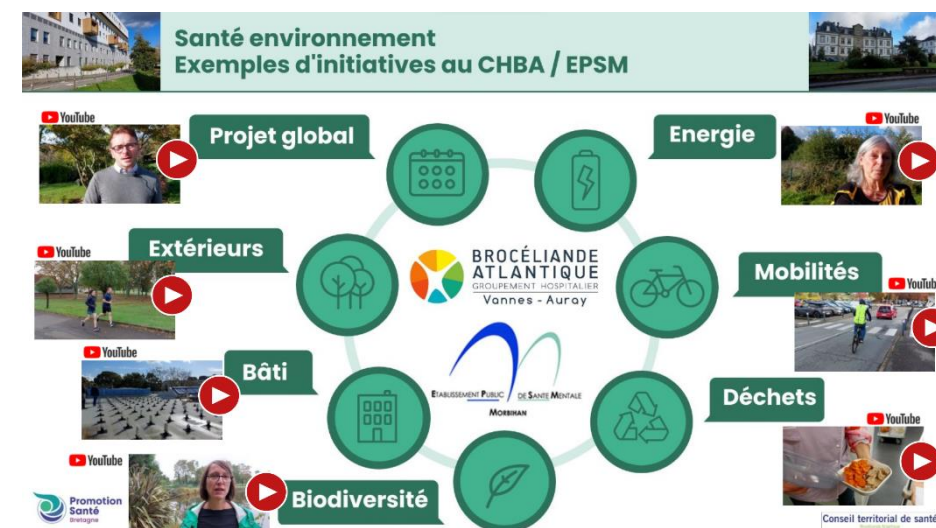 Santé environnement
Exemples d'initiatives au CHBA / EPSM
YouTube
Projet global
Energie
YouTube
YouTube
Extérieurs
BROCÉLIANDE
ATLANTIQUE
GROUPEMENT HOSPITALIER
Vannes - Auray
Mobilités
YouTube
YouTube
Bâti
ETABLISSEMENT PUBLIC DE SANTE MENTALE
MORBIHAN
Déchets
YouTube
YouTube
Biodiversité
Promotion
Santé
Bretagne
Conseil territorial de santé